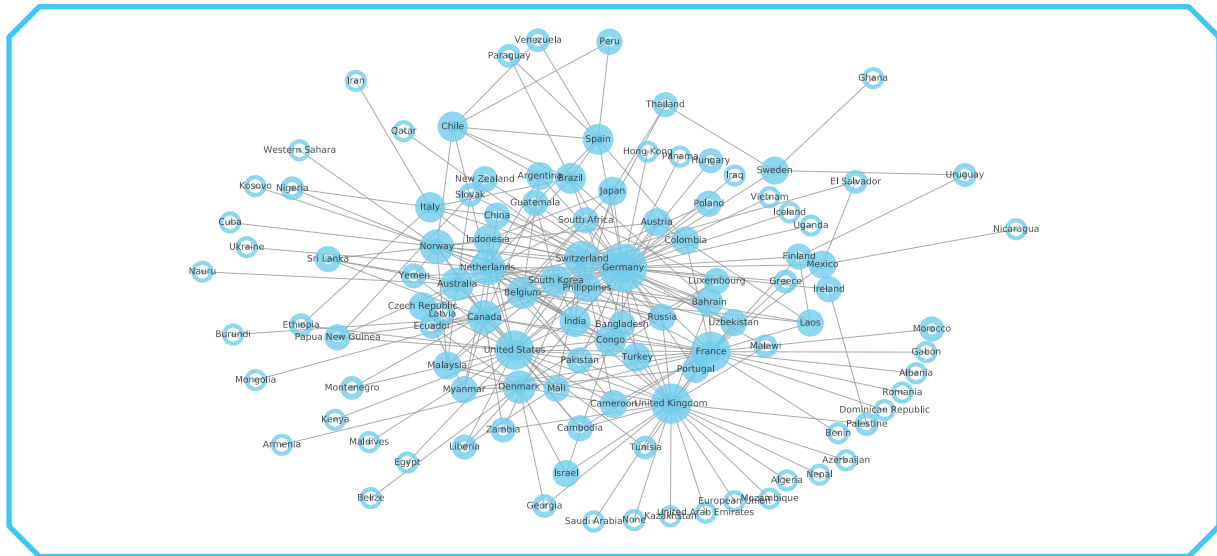 Venezuela
Peru
Paraguay
Iran
Ghana
Thailand
Chile
Qatar
Spain
Western Sahara
Hong Kong
Panama
Hungary
Sweden
Iraq
Uruguay
New Zealand
Argentina
Brazil
El Salvador
Kosovo
Nigeria
Slovak
Japan
Vietnam
Italy
Guatemala
Poland
China
Iceland
Cuba
South Africa
Austria
Uganda
Nicaragua
Ukraine
Norway
Indonesia
Colombia
Sri Lanka
Switzerland
Finland
Mexico
Nauru
Yemen
Netherlands
Germany
Australia
South Korea
Philippines
Luxembourg
Greece
Ireland
Belgium
Bahrain
Czech Republic
Latvia
Ethiopia
Ecuador
Canada
India
Bangladesh
Russia
Uzbekistan
Laos
Burundi
Papua New Guinea
Congo
Morocco
United States
Pakistan
Turkey
France
Malawi
Gabon
Malaysia
Portugal
Albania
Mongolia
Montenegro
Myanmar
Denmark
Mali
Romania
Cameroon
United Kingdom
Dominican Republic
Kenya
Zambia
Cambodia
Palestine
Benin
Armenia
Maldives
Liberia
Tunisia
Egypt
Israel
Azerbaijan
Nepal
Algeria
Belize
Georgia
European Union
Mozambique
Saudi Arabia
None
Kazakhstan
United Arab Emirates